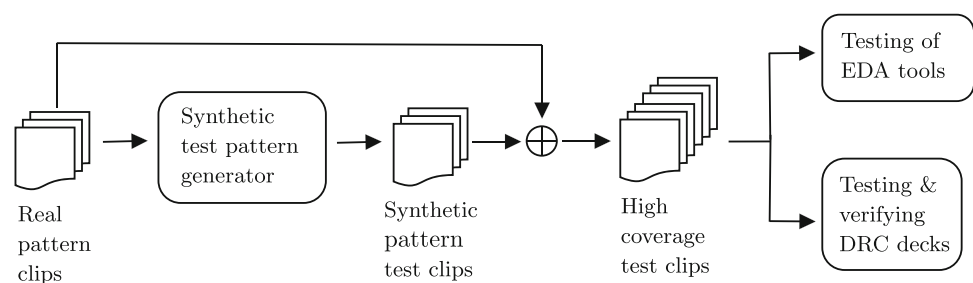 Testing of
EDA tools
Synthetic
test pattern
generator
Real
pattern
clips
Synthetic
pattern
test clips
High
coverage
test clips
Testing &
verifying
DRC decks